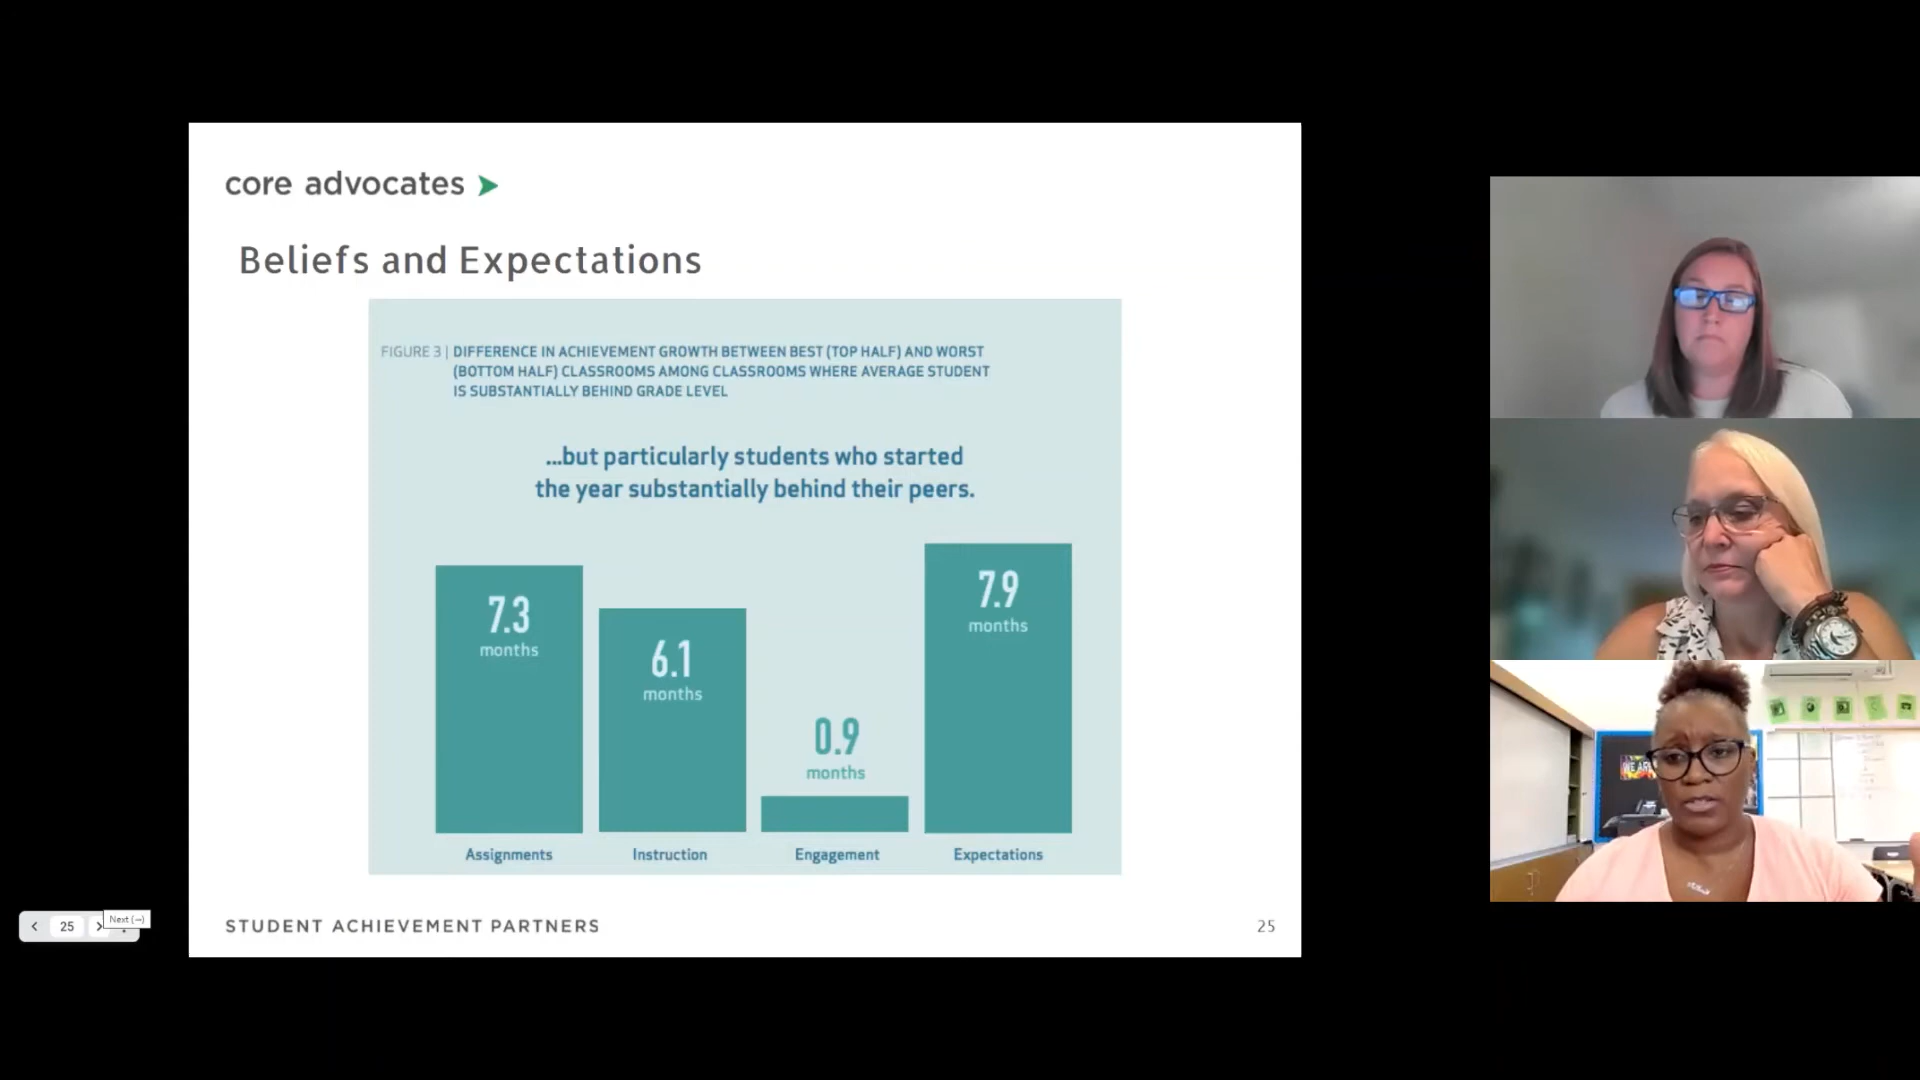 core advocates
Beliefs and Expectations
FIGURE 3 | DIFFERENCE IN ACHIEVEMENT GROWTH BETWEEN BEST (TOP HALF) AND WORST
(BOTTOM HALF) CLASSROOMS AMONG CLASSROOMS WHERE AVERAGE STUDENT
IS SUBSTANTIALLY BEHIND GRADE LEVEL
...but particularly students who started
the year substantially behind their peers.
7.3
months
6.1
months
0.9
months
7.9
months
Assignments
Instruction
Engagement
Expectations
STUDENT ACHIEVEMENT PARTNERS
25
25
Next (→)
WE ARE